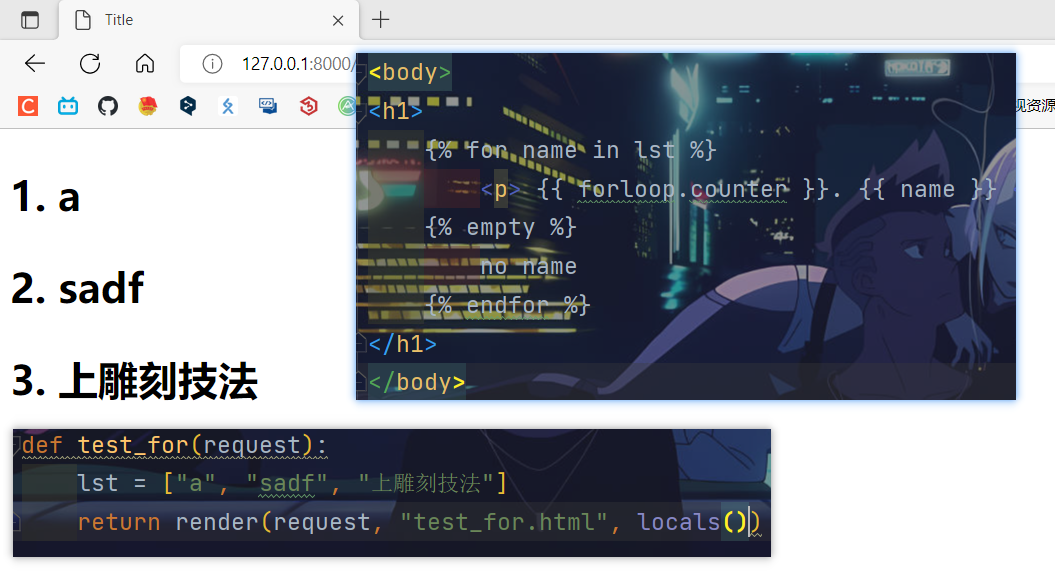 Title
127.0.0.1:8000/
视资源
<body>
<h1>
{% for name in lst %}
<p> {{ forloop.counter }}. {{ name }}
{% empty %}
no name
{% endfor %}
</h1>
</body>
1. a
2. sadf
3. 上雕刻技法
def test_for(request):
lst = ["a", "sadf", "上雕刻技法"]
return render(request, "test_for.html", locals())